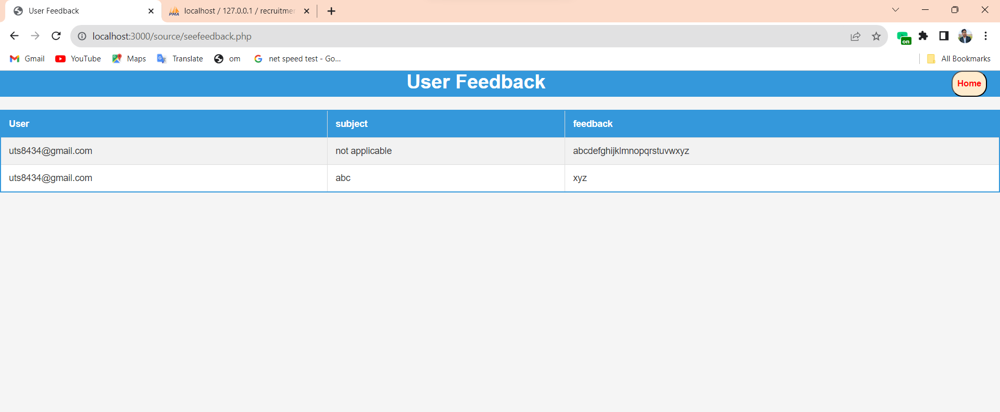 User Feedback
localhost / 127.0.0.1 / recruitme
localhost:3000/source/seefeedback.php
on
Gmail YouTube Maps Translate om net speed test - Go... All Bookmarks
User Feedback Home
User subject feedback
uts8434@gmail.com not applicable abcdefghijklmnopqrstuvwxyz
uts8434@gmail.com abc xyz